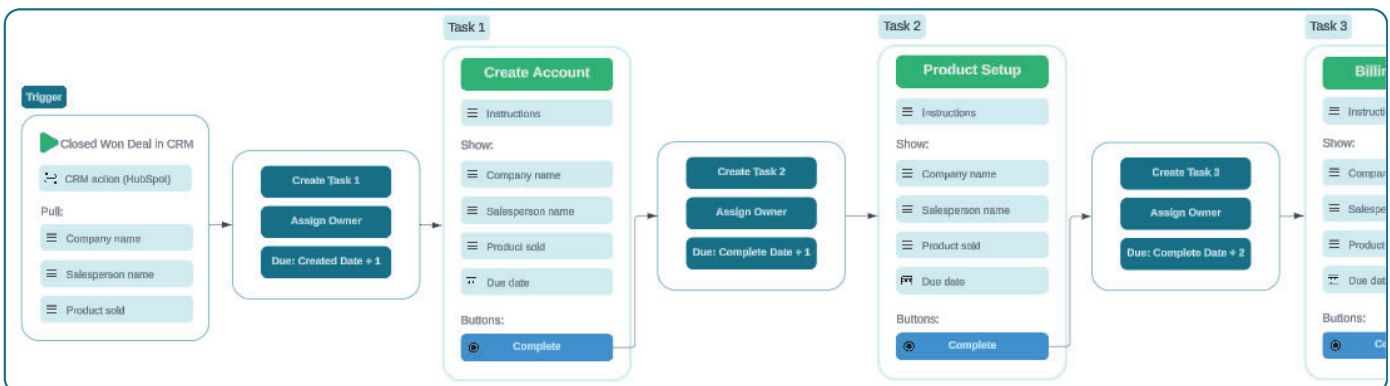 Trigger
Closed Won Deal in CRM
CRM action (HubSpot)
Pull:
Company name
Salesperson name
Product sold
Create Task 1
Assign Owner
Due: Created Date + 1
Task 1
Create Account
Instructions
Show:
Company name
Salesperson name
Product sold
Due date
Buttons:
Complete
Create Task 2
Assign Owner
Due: Complete Date + 1
Task 2
Product Setup
Instructions
Show:
Company name
Salesperson name
Product sold
Due date
Buttons:
Complete
Create Task 3
Assign Owner
Due: Complete Date + 2
Task 3
Show:
Product
Buttons: